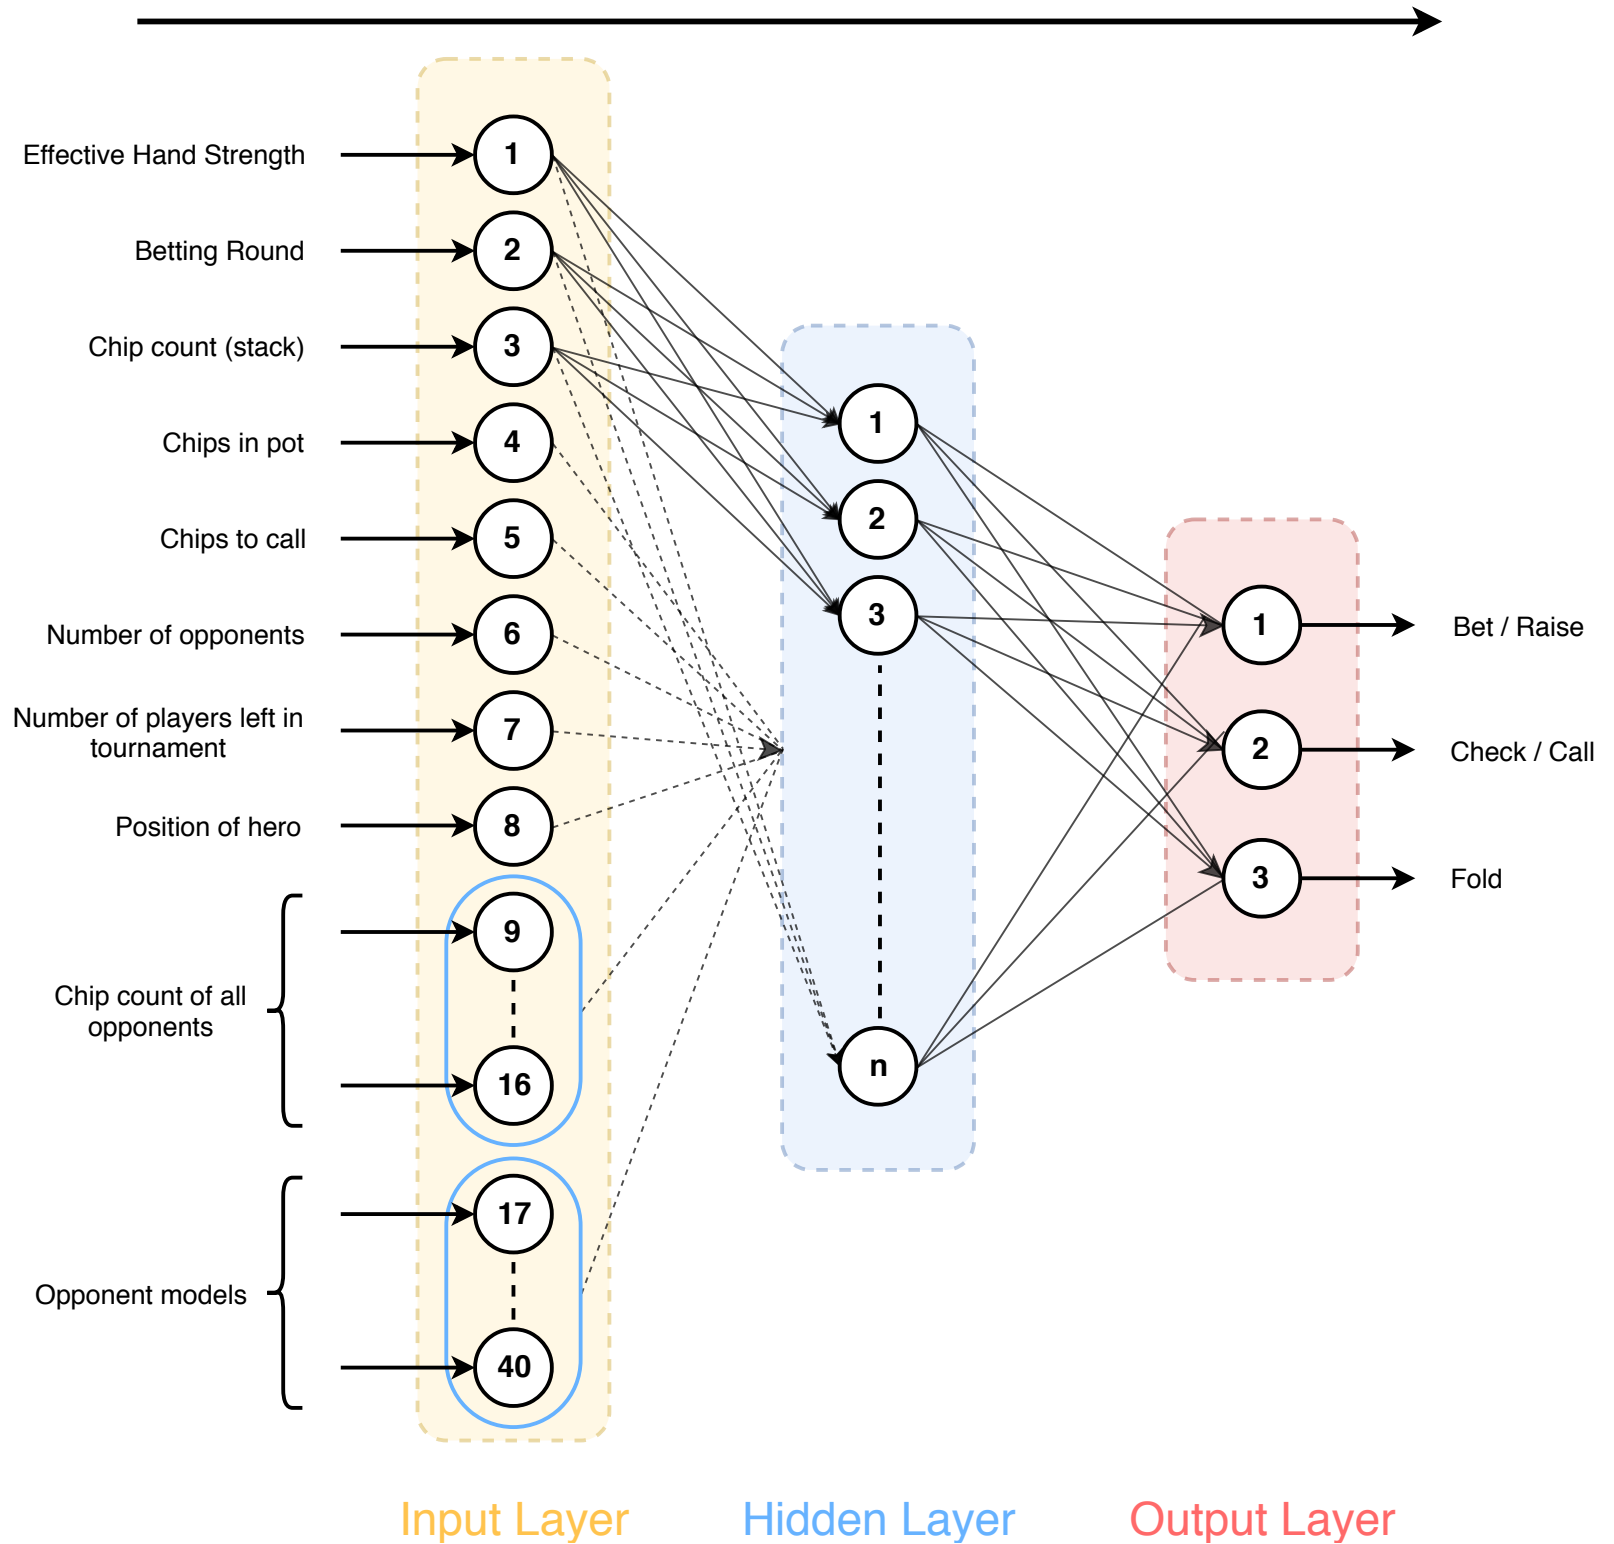 Effective Hand Strength
1
Betting Round
2
Chip count (stack)
3
Chips in pot
4
Chips to call
5
Number of opponents
6
Number of players left in
tournament
7
Position of hero
8
Chip count of all
opponents
9
16
Opponent models
17
40
1
2
3
n
1
Bet / Raise
2
Check / Call
3
Fold
Input Layer
Hidden Layer
Output Layer